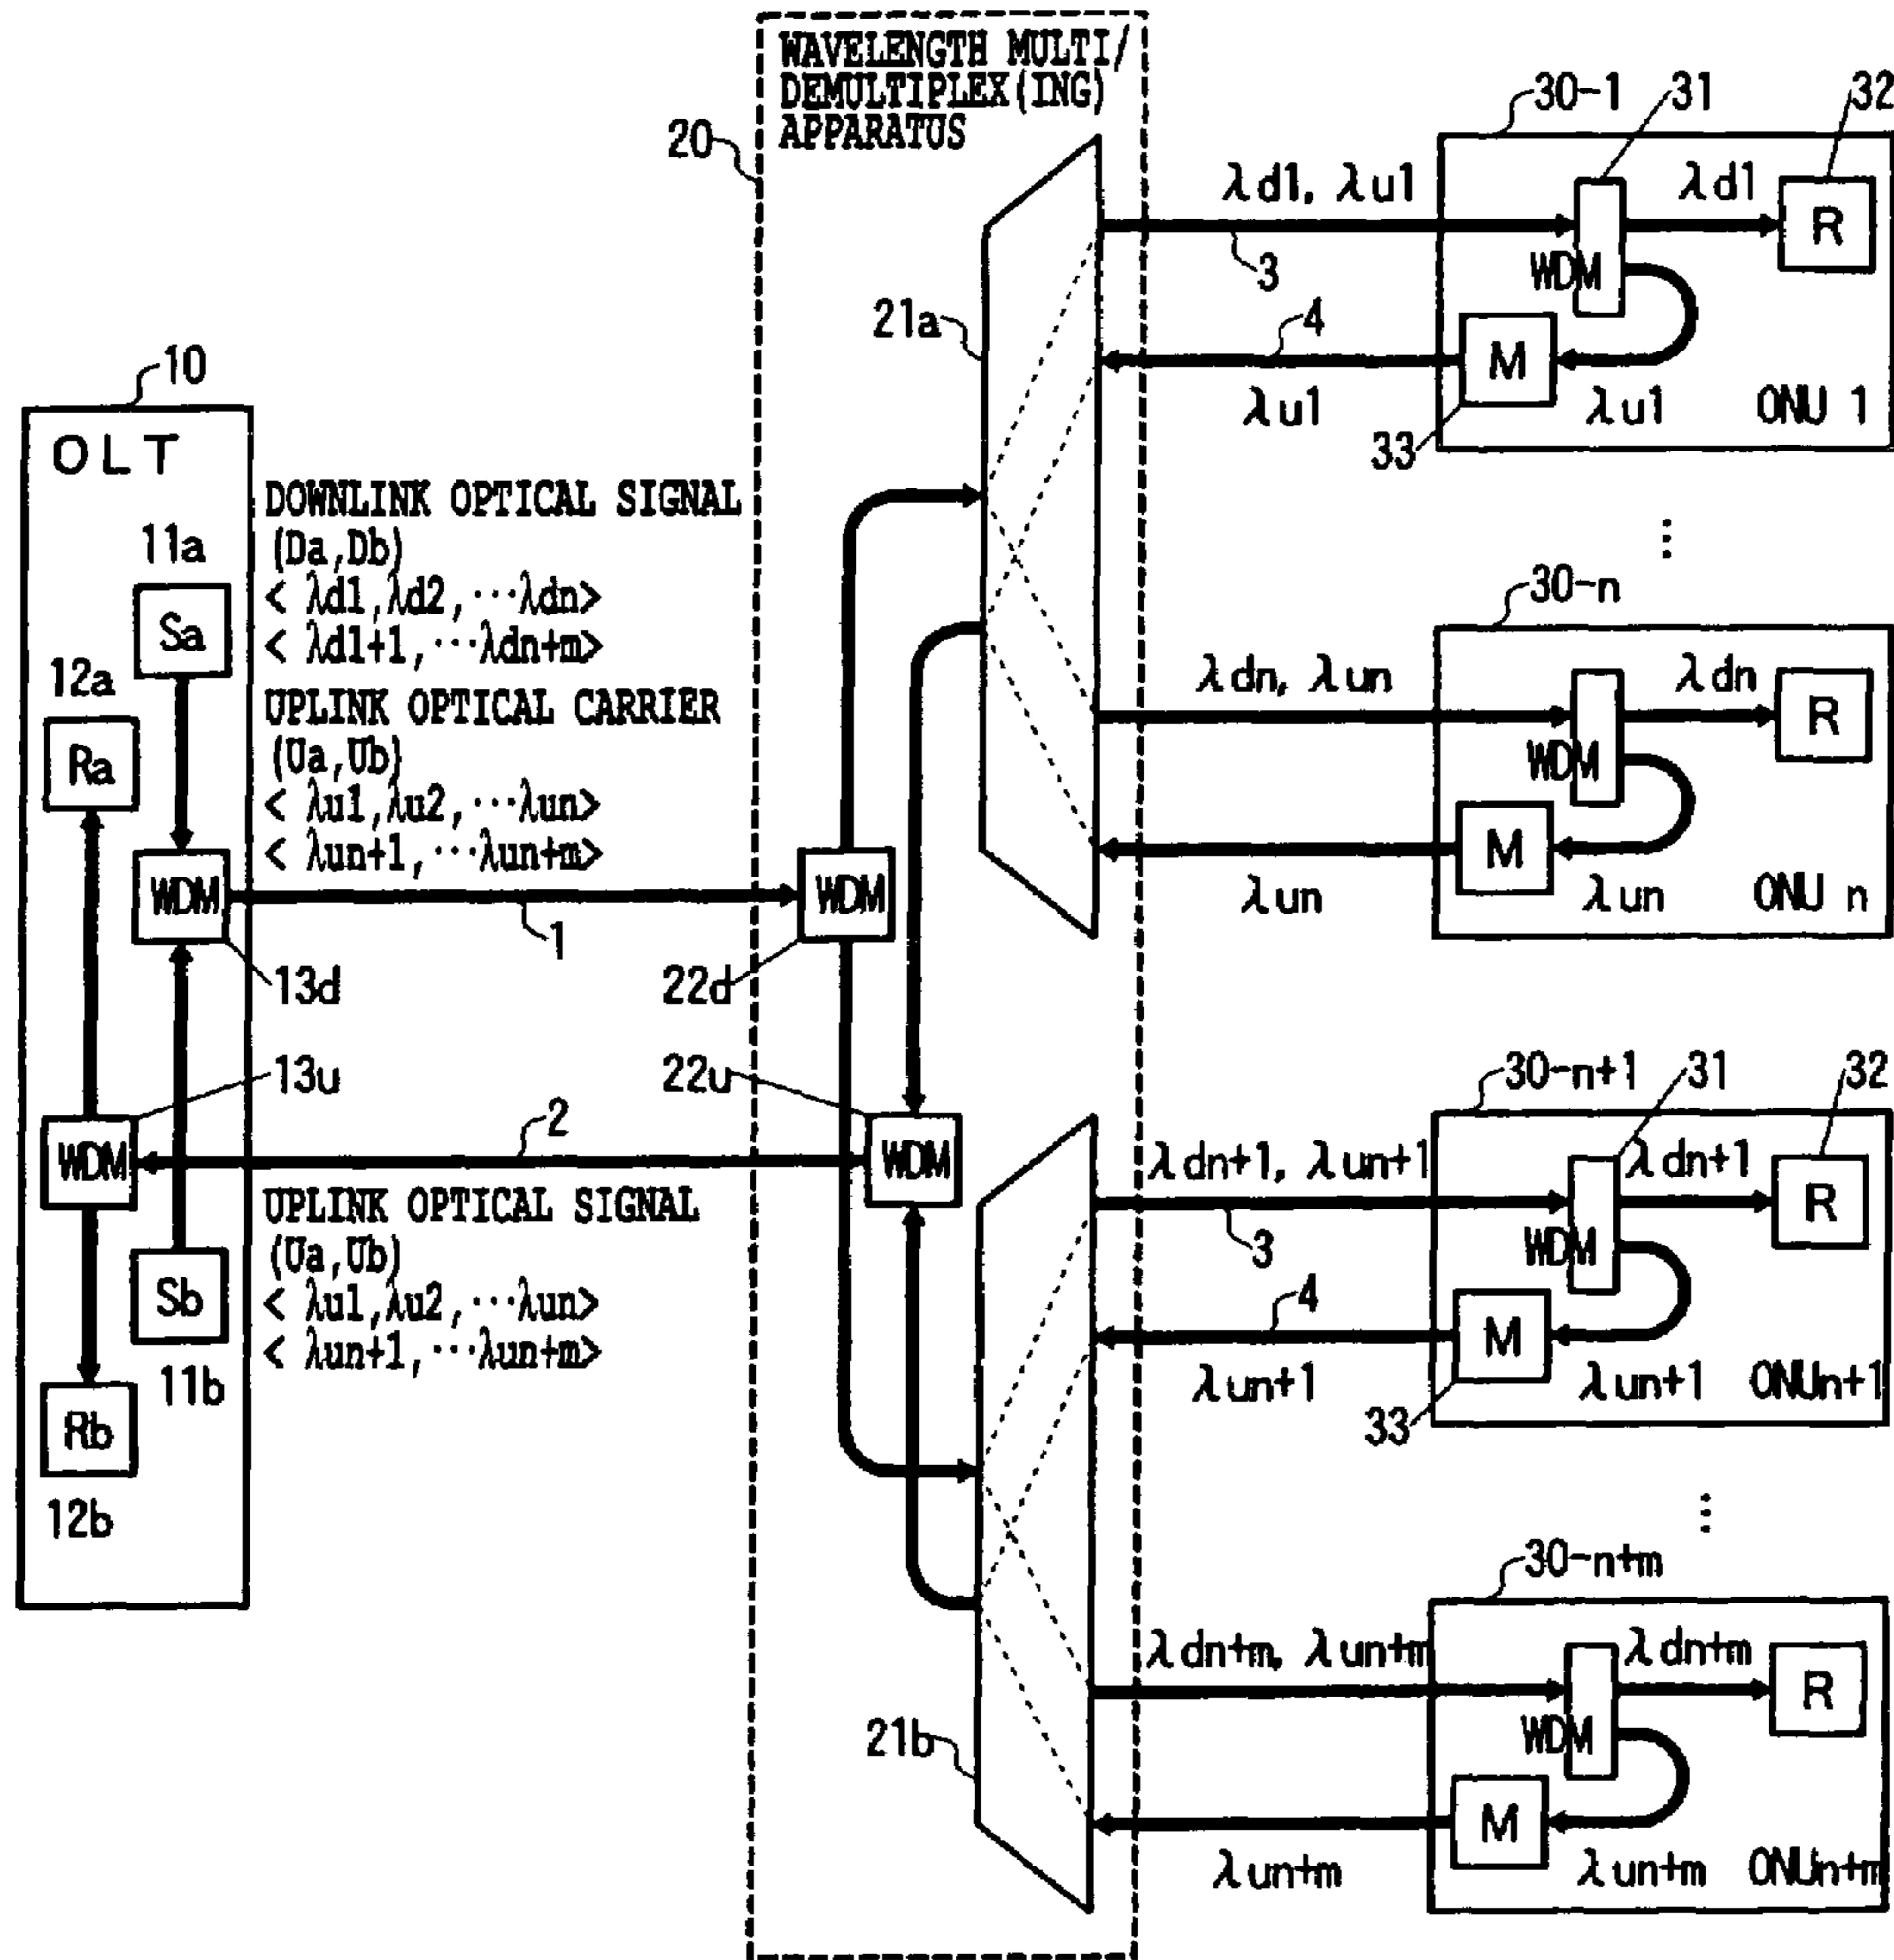 WAVELENGTH MULTI/
DEMULTIPLEX(ING)
APPARATUS
20
30-1
31
32
λd1, λu1
λd1
R
3
WDM
21a
4
M
λu1
λu1
ONU 1
33
10
OLT
DOWNLINK OPTICAL SIGNAL
(Da,Db)
< λd1,λd2,···λdn>
< λd1+1,···λdn+m>
11a
Sa
12a
Ra
UPLINK OPTICAL CARRIER
(Ua,Ub)
< λu1,λu2,···λun>
< λun+1,···λun+m>
⋮
30-n
λdn, λun
λdn
R
WDM
M
λun
λun
ONU n
WDM
1
WDM
13d
22d
13u
22u
WDM
2
WDM
UPLINK OPTICAL SIGNAL
(Ua,Ub)
< λu1,λu2,···λun>
< λun+1,···λun+m>
Sb
11b
Rb
12b
30-n+1
31
32
λdn+1, λun+1
λdn+1
R
3
WDM
4
M
λun+1
λun+1
ONUn+1
33
⋮
30-n+m
λdn+m, λun+m
λdn+m
R
WDM
21b
M
λun+m
λun+m
ONUn+m